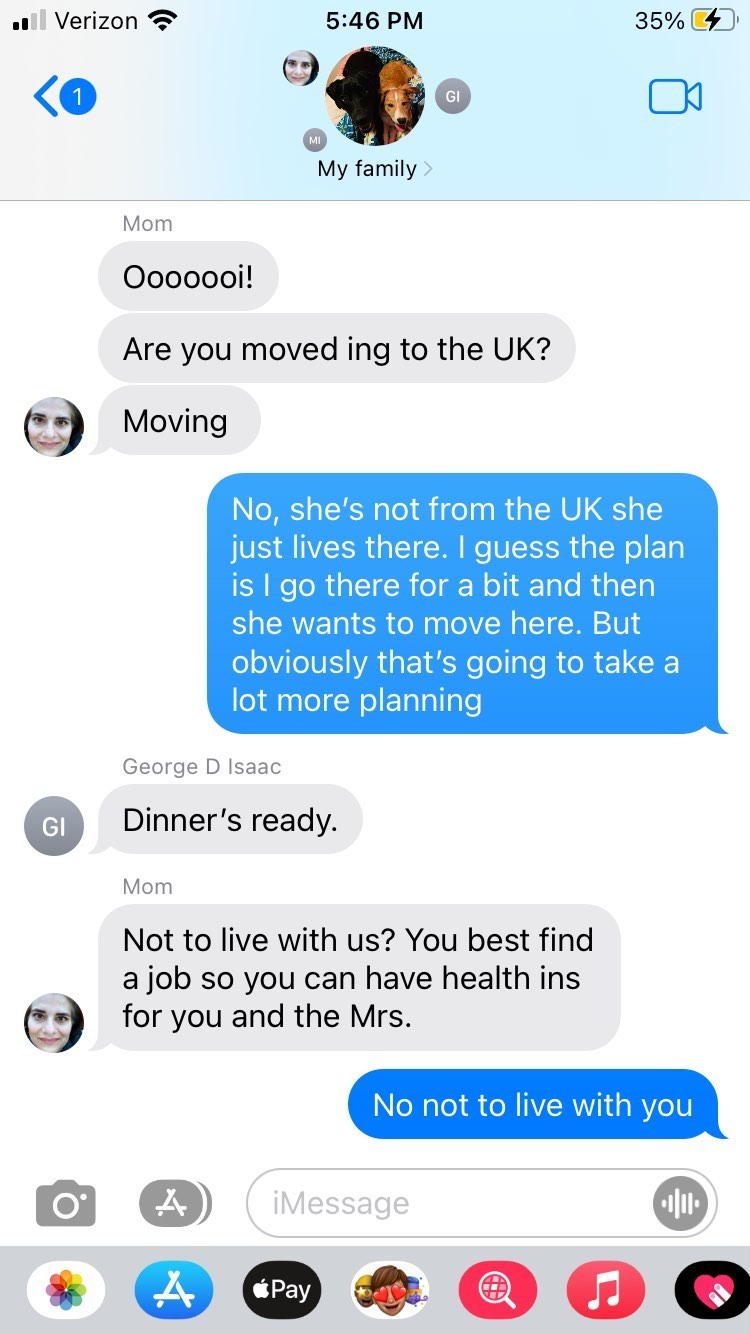 Verizon 5:46 PM 35%
1
GI
MI
My family
Mom
Ooooooi!
Are you moved ing to the UK?
Moving
No, she's not from the UK she
just lives there. I guess the plan
is I go there for a bit and then
she wants to move here. But
obviously that's going to take a
lot more planning
George D Isaac
GI
Dinner's ready.
Mom
Not to live with us? You best find
a job so you can have health ins
for you and the Mrs.
No not to live with you
iMessage
Pay